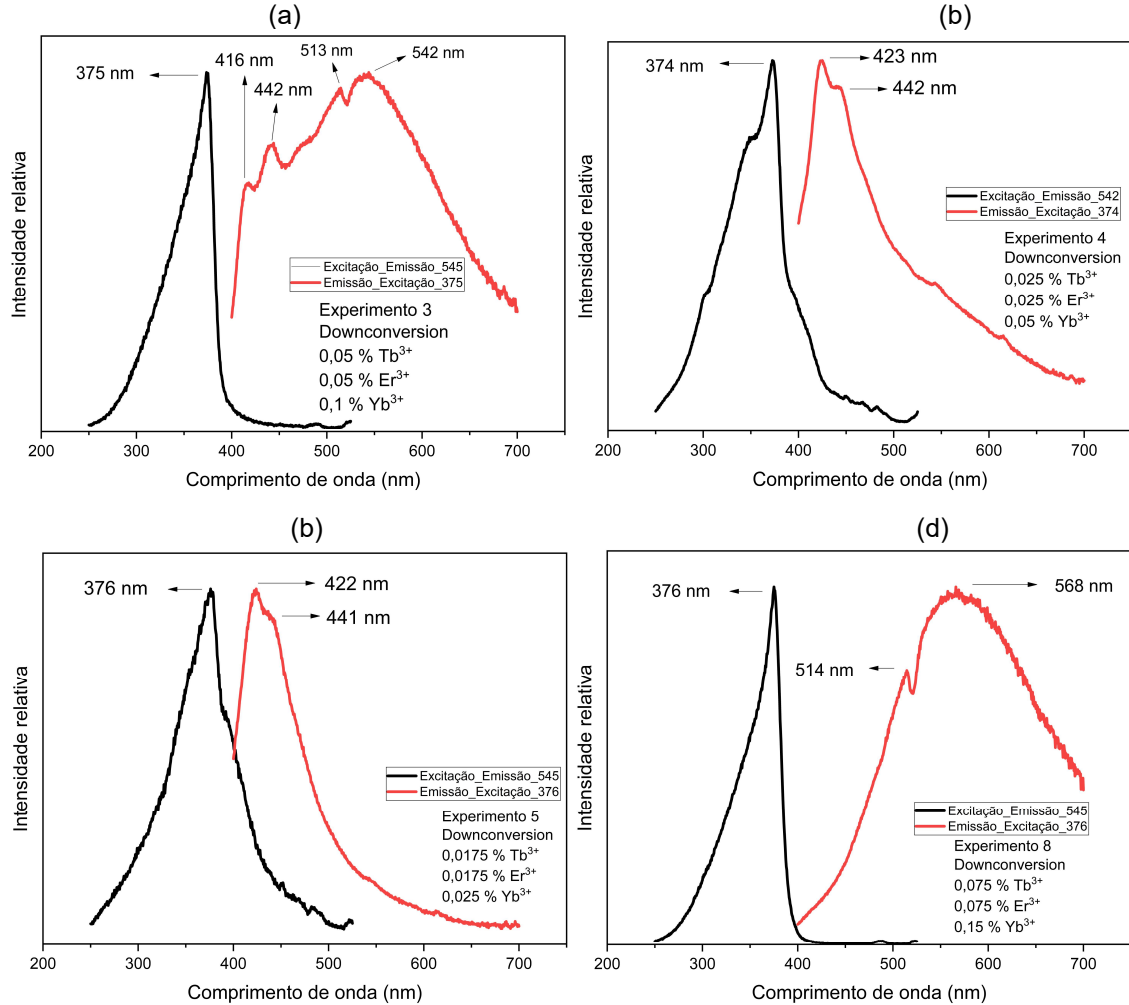 (a)
375 nm
416 nm
442 nm
513 nm
542 nm
Intensidade relativa
Excitação_Emissão_545
Emissão_Excitação_375
Experimento 3
Downconversion
0,05 % Tb³⁺
0,05 % Er³⁺
0,1 % Yb³⁺
200 300 400 500 600 700
Comprimento de onda (nm)
(b)
374 nm
423 nm
442 nm
Intensidade relativa
Excitação_Emissão_542
Emissão_Excitação_374
Experimento 4
Downconversion
0,025 % Tb³⁺
0,025 % Er³⁺
0,05 % Yb³⁺
200 300 400 500 600 700
Comprimento de onda (nm)
(b)
376 nm
422 nm
441 nm
Intensidade relativa
Excitação_Emissão_545
Emissão_Excitação_376
Experimento 5
Downconversion
0,0175 % Tb³⁺
0,0175 % Er³⁺
0,025 % Yb³⁺
200 300 400 500 600 700
Comprimento de onda (nm)
(d)
376 nm
568 nm
514 nm
Intensidade relativa
Excitação_Emissão_545
Emissão_Excitação_376
Experimento 8
Downconversion
0,075 % Tb³⁺
0,075 % Er³⁺
0,15 % Yb³⁺
200 300 400 500 600 700
Comprimento de onda (nm)